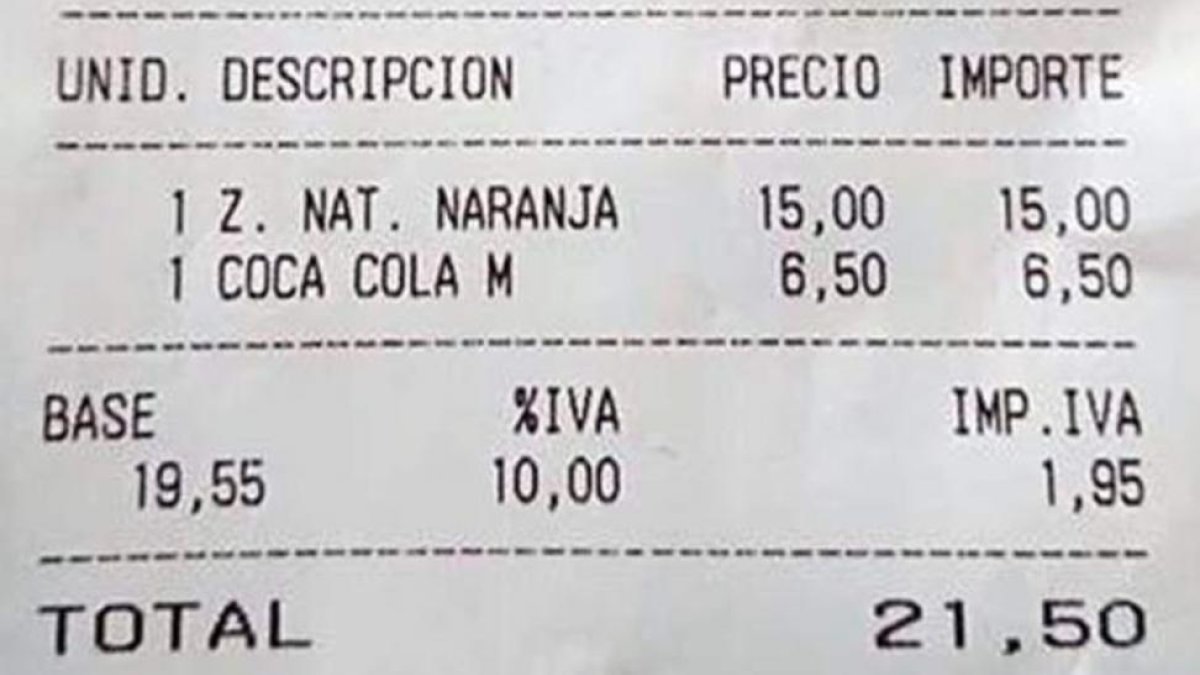 UNID. DESCRIPCION PRECIO IMPORTE
1 Z. NAT. NARANJA 15,00 15,00
1 COCA COLA M 6,50 6,50
BASE %IVA IMP.IVA
19,55 10,00 1,95
TOTAL 21,50